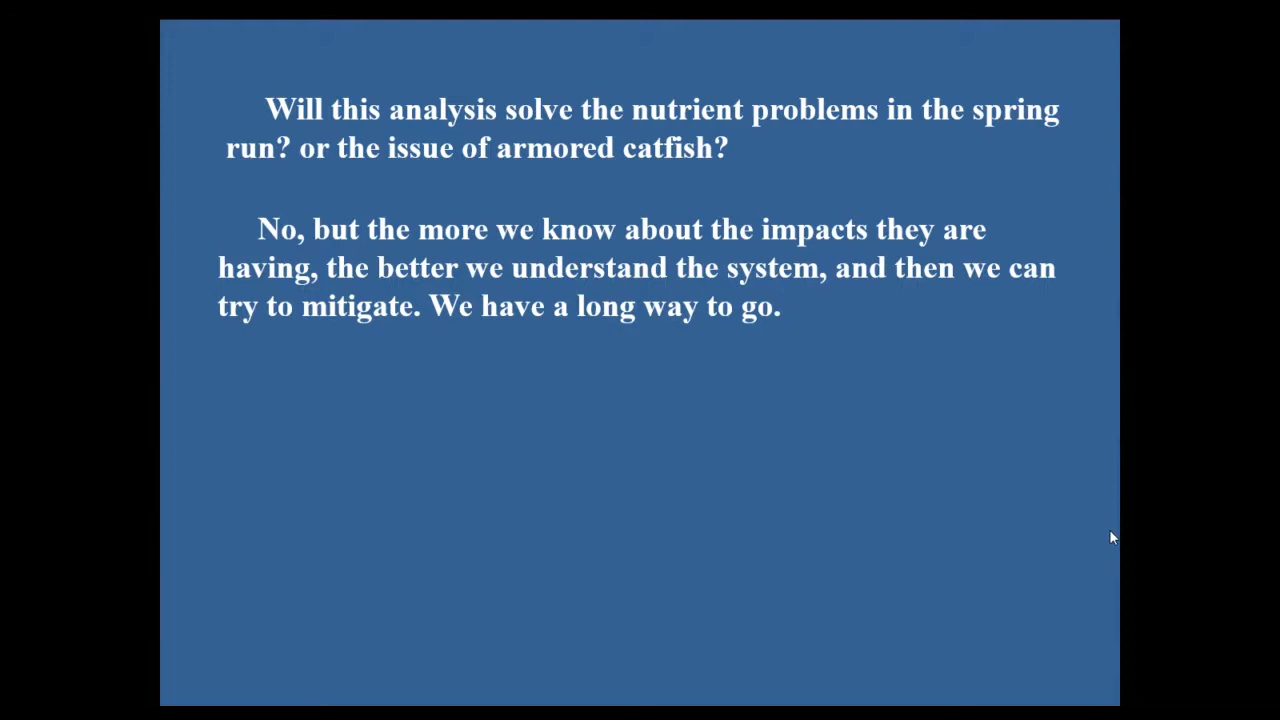 Will this analysis solve the nutrient problems in the spring
run? or the issue of armored catfish?
No, but the more we know about the impacts they are
having, the better we understand the system, and then we can
try to mitigate. We have a long way to go.